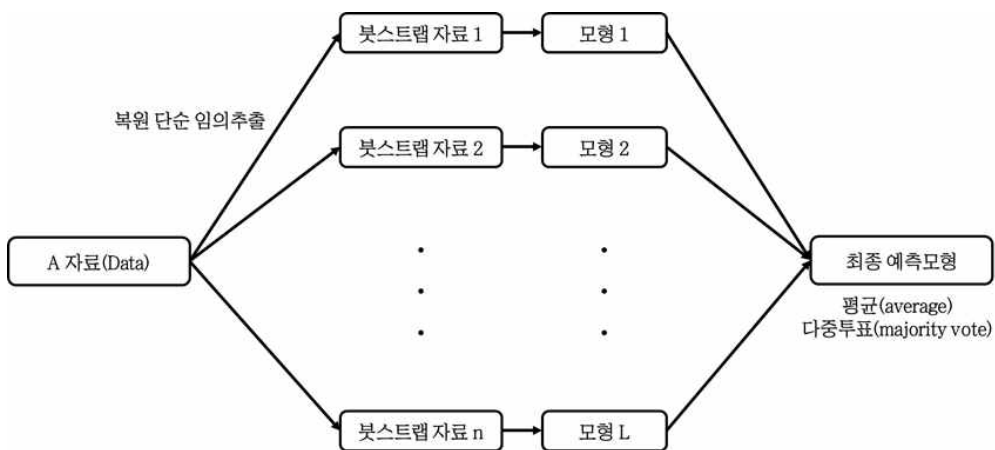 붓스트랩 자료 1
모형 1
복원 단순 임의추출
붓스트랩 자료 2
모형 2
A 자료(Data)
최종 예측모형
평균(average)
다중투표(majority vote)
붓스트랩 자료 n
모형 L